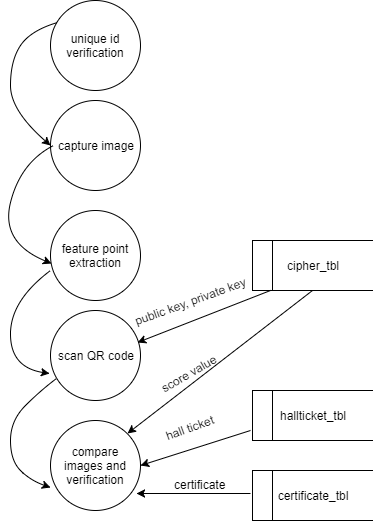 unique id
verification
capture image
feature point
extraction
cipher_tbl
public key, private key
scan QR code
score value
hallticket_tbl
hall ticket
compare
images and
verification
certificate
certificate_tbl